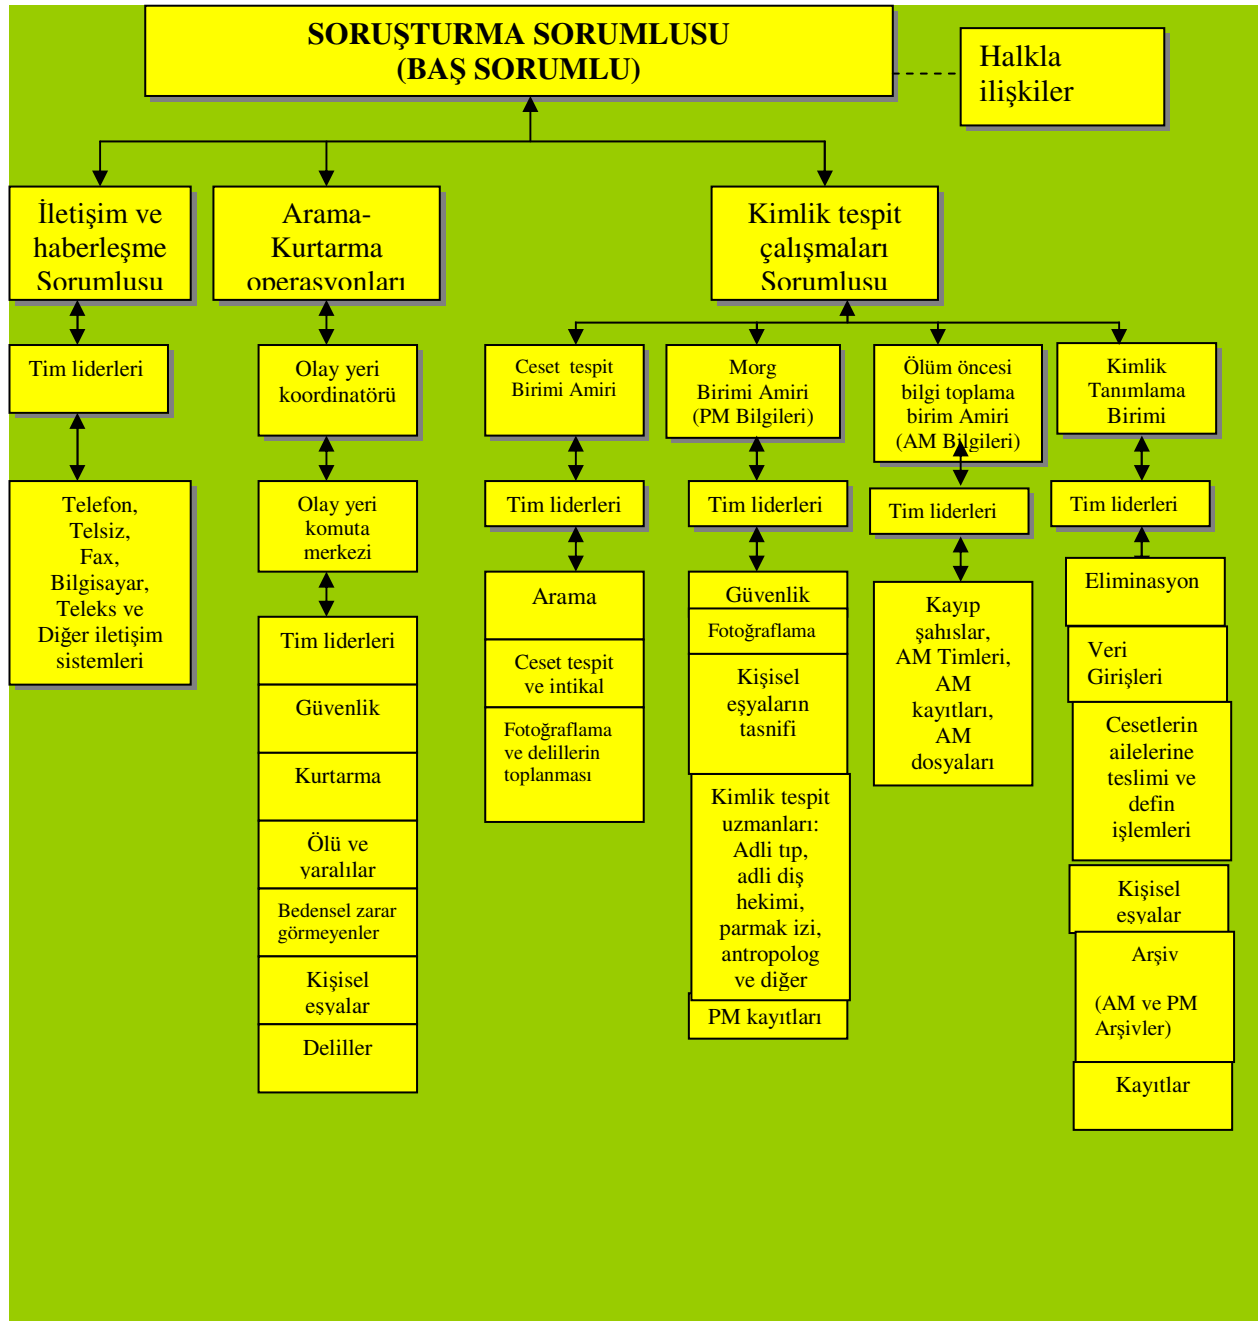 SORUŞTURMA SORUMLUSU
(BAŞ SORUMLU)
Halkla
ilişkiler
İletişim ve
haberleşme
Sorumlusu
Arama-
Kurtarma
operasyonları
Kimlik tespit
çalışmaları
Sorumlusu
Tim liderleri
Telefon,
Telsiz,
Fax,
Bilgisayar,
Teleks ve
Diğer iletişim
sistemleri
Olay yeri
koordinatörü
Olay yeri
komuta
merkezi
Tim liderleri
Güvenlik
Kurtarma
Ölü ve
yaralılar
Bedensel zarar
görmeyenler
Kişisel
eşyalar
Deliller
Ceset tespit
Birimi Amiri
Tim liderleri
Arama
Ceset tespit
ve intikal
Fotoğraflama
ve delillerin
toplanması
Morg
Birimi Amiri
(PM Bilgileri)
Tim liderleri
Güvenlik
Fotoğraflama
Kişisel
eşyaların
tasnifi
Kimlik tespit
uzmanları:
Adli tıp,
adli diş
hekimi,
parmak izi,
antropolog
ve diğer
PM kayıtları
Ölüm öncesi
bilgi toplama
birim Amiri
(AM Bilgileri)
Tim liderleri
Kayıp
şahıslar,
AM Timleri,
AM
kayıtları,
AM
dosyaları
Kimlik
Tanımlama
Birimi
Tim liderleri
Eliminasyon
Veri
Girişleri
Cesetlerin
ailelerine
teslimi ve
defin
işlemleri
Kişisel
eşyalar
Arşiv
(AM ve PM
Arşivler)
Kayıtlar